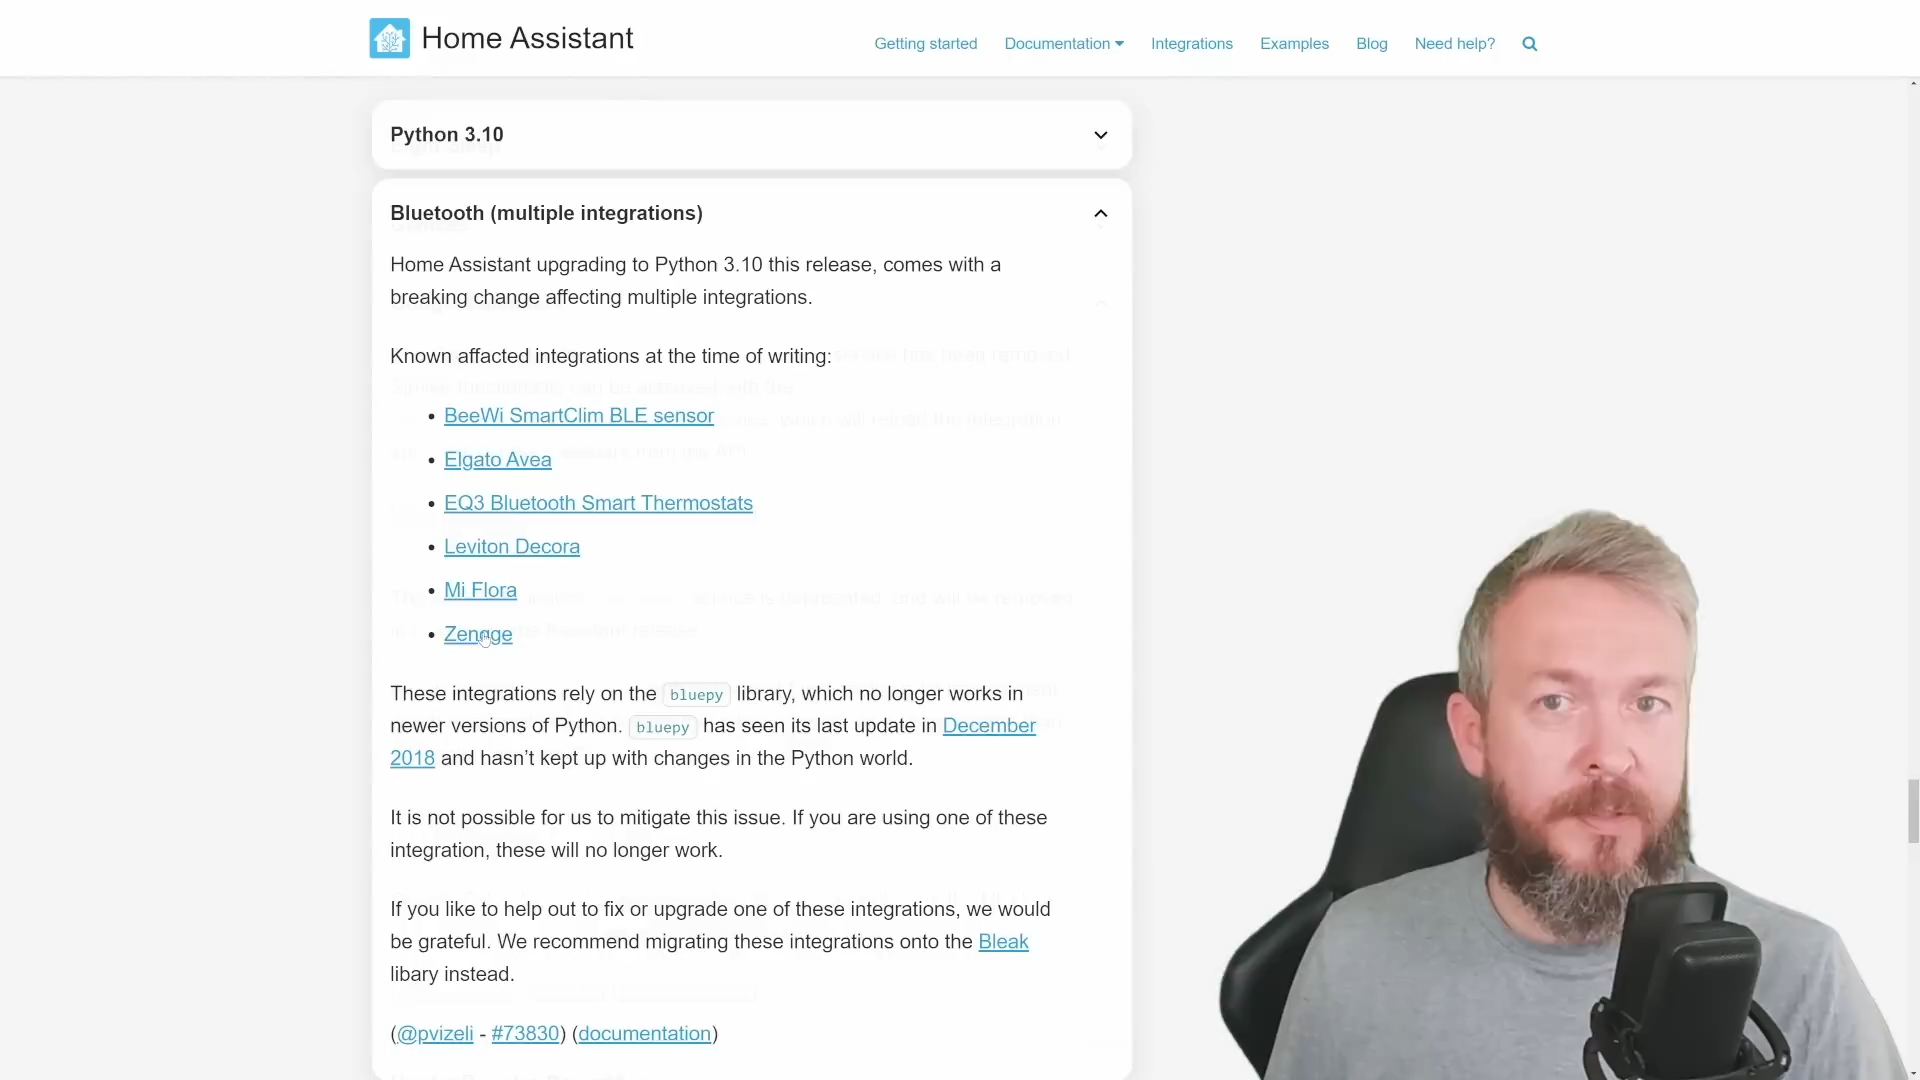 Home Assistant
Getting started
Documentation
Integrations
Examples
Blog
Need help?
Python 3.10
Bluetooth (multiple integrations)
Home Assistant upgrading to Python 3.10 this release, comes with a
breaking change affecting multiple integrations.
Known affacted integrations at the time of writing:
BeeWi SmartClim BLE sensor
Elgato Avea
EQ3 Bluetooth Smart Thermostats
Leviton Decora
Mi Flora
Zengge
These integrations rely on the bluepy library, which no longer works in
newer versions of Python. bluepy has seen its last update in December
2018 and hasn’t kept up with changes in the Python world.
It is not possible for us to mitigate this issue. If you are using one of these
integration, these will no longer work.
If you like to help out to fix or upgrade one of these integrations, we would
be grateful. We recommend migrating these integrations onto the Bleak
libary instead.
(@pvizeli - #73830) (documentation)